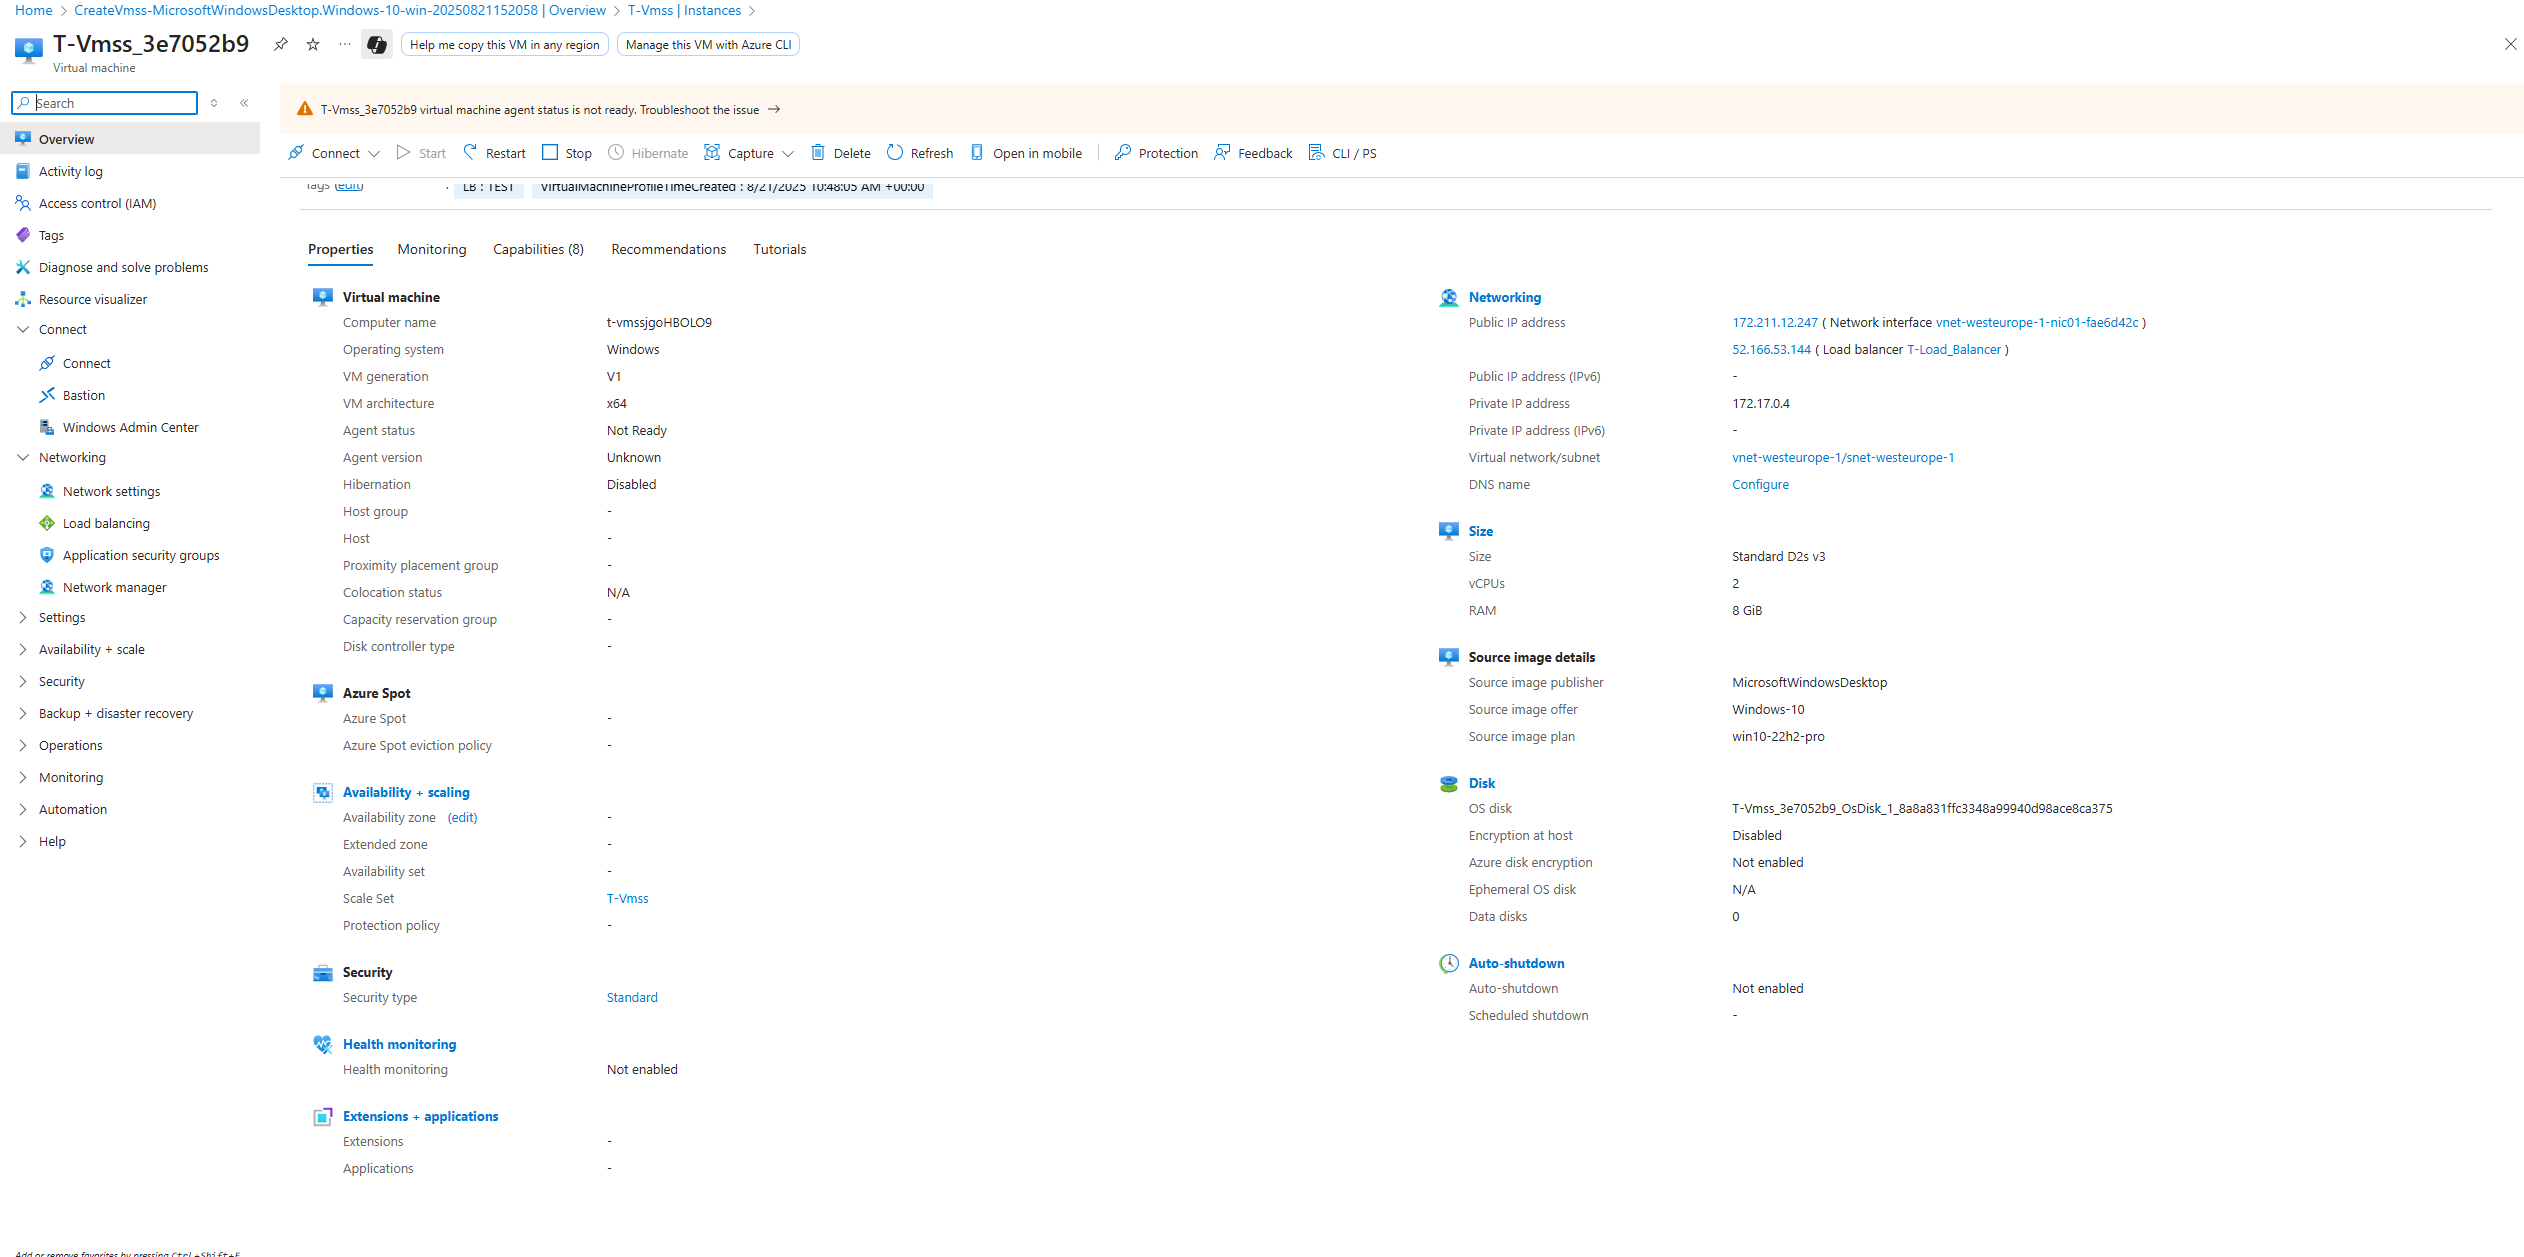 Home > CreateVmss-MicrosoftWindowsDesktop.Windows-10-win-20250821152058 | Overview > T-Vmss | Instances >
T-Vmss_3e7052b9
Help me copy this VM in any region
Manage this VM with Azure CLI
Virtual machine
Search
Overview
Activity log
Access control (IAM)
Tags
Diagnose and solve problems
Resource visualizer
Connect
Connect
Bastion
Windows Admin Center
Networking
Network settings
Load balancing
Application security groups
Network manager
Settings
Availability + scale
Security
Backup + disaster recovery
Operations
Monitoring
Automation
Help
Add or remove favorites by pressing Ctrl+Shift+F
T-Vmss_3e7052b9 virtual machine agent status is not ready. Troubleshoot the issue →
Connect Start Restart Stop Hibernate Capture Delete Refresh Open in mobile Protection Feedback CLI / PS
Tags (edit) : LB : TEST VirtualMachineProfileTimeCreated : 8/21/2025 10:48:05 AM +00:00
Properties Monitoring Capabilities (8) Recommendations Tutorials
Virtual machine
Computer name t-vmssjgoHBOLO9
Operating system Windows
VM generation V1
VM architecture x64
Agent status Not Ready
Agent version Unknown
Hibernation Disabled
Host group -
Host -
Proximity placement group -
Colocation status N/A
Capacity reservation group -
Disk controller type -
Azure Spot
Azure Spot -
Azure Spot eviction policy -
Availability + scaling
Availability zone (edit) -
Extended zone -
Availability set -
Scale Set T-Vmss
Protection policy -
Security
Security type Standard
Health monitoring
Health monitoring Not enabled
Extensions + applications
Extensions -
Applications -
Networking
Public IP address 172.211.12.247 ( Network interface vnet-westeurope-1-nic01-fae6d42c )
52.166.53.144 ( Load balancer T-Load_Balancer )
Public IP address (IPv6) -
Private IP address 172.17.0.4
Private IP address (IPv6) -
Virtual network/subnet vnet-westeurope-1/snet-westeurope-1
DNS name Configure
Size
Size Standard D2s v3
vCPUs 2
RAM 8 GiB
Source image details
Source image publisher MicrosoftWindowsDesktop
Source image offer Windows-10
Source image plan win10-22h2-pro
Disk
OS disk T-Vmss_3e7052b9_OsDisk_1_8a8a831ffc3348a99940d98ace8ca375
Encryption at host Disabled
Azure disk encryption Not enabled
Ephemeral OS disk N/A
Data disks 0
Auto-shutdown
Auto-shutdown Not enabled
Scheduled shutdown -